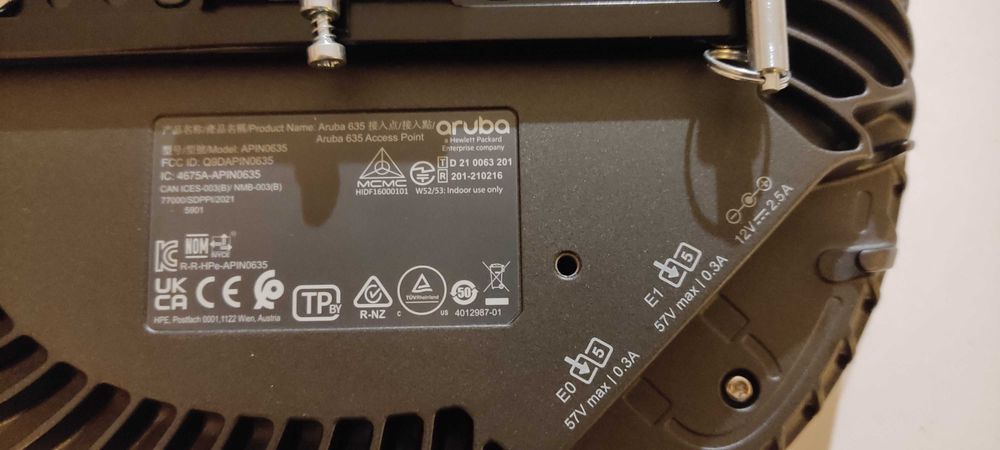 产品名称/產品名稱/Product Name: Aruba 635 接入点/接入點/
Aruba 635 Access Point
aruba
a Hewlett Packard
Enterprise company
型号/型號/Model: APIN0635
FCC ID: Q9DAPIN0635
IC: 4675A-APIN0635
CAN ICES-003(B)/ NMB-003(B)
77000/SDPPI/2021
5901
MCMC
HIDF16000101
T D 21 0063 201
R 201-210216
W52/53: Indoor use only
NOM
NYCE
R-R-HPe-APIN0635
UK
CA
CE
TP BY
R-NZ
TÜVRheinland
C US
50
4012987-01
HPE, Postfach 0001,1122 Wien, Austria
12V 2.5A
5
E1
57V max | 0.3A
5
E0
57V max | 0.3A